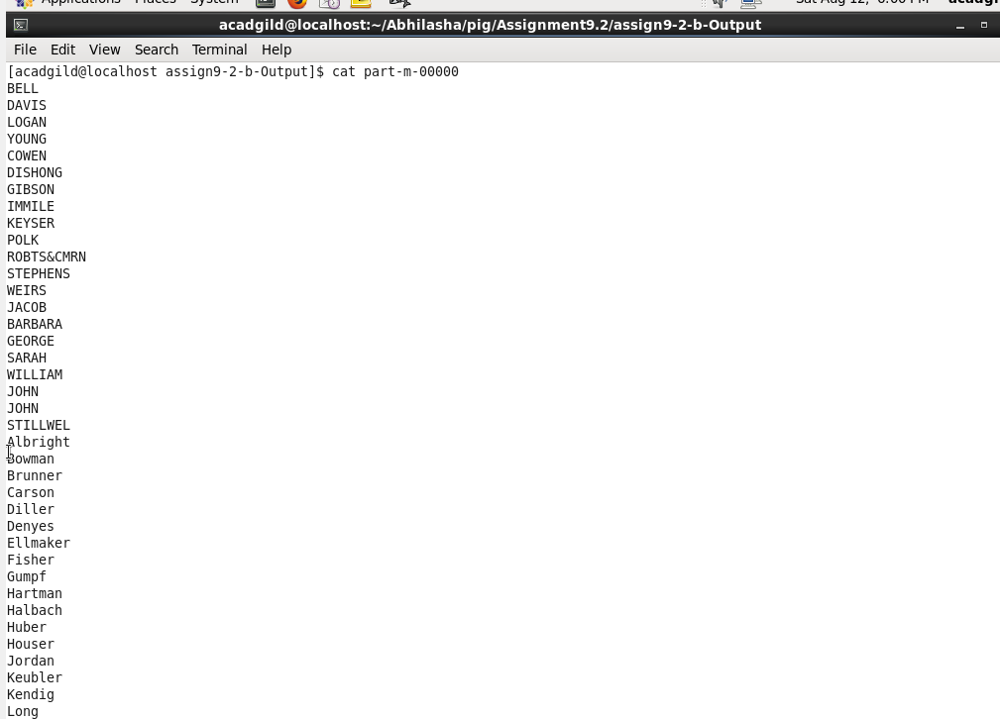 Applications Places System Sat Aug 12, 6:00 PM acadgi
acadgild@localhost:~/Abhilasha/pig/Assignment9.2/assign9-2-b-Output
File Edit View Search Terminal Help
[acadgild@localhost assign9-2-b-Output]$ cat part-m-00000
BELL
DAVIS
LOGAN
YOUNG
COWEN
DISHONG
GIBSON
IMMILE
KEYSER
POLK
ROBTS&CMRN
STEPHENS
WEIRS
JACOB
BARBARA
GEORGE
SARAH
WILLIAM
JOHN
JOHN
STILLWEL
Albright
Bowman
Brunner
Carson
Diller
Denyes
Ellmaker
Fisher
Gumpf
Hartman
Halbach
Huber
Houser
Jordan
Keubler
Kendig
Long